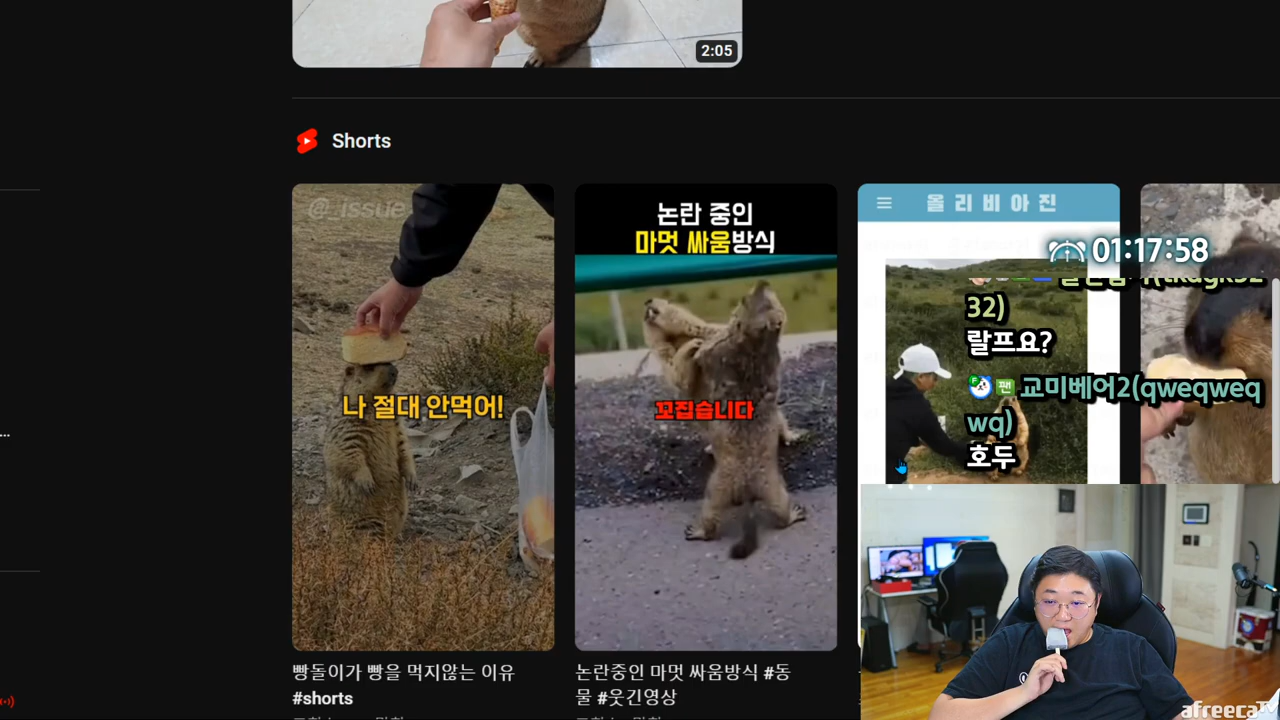 2:05
Shorts
@_issue
나 절대 안먹어!
빵돌이가 빵을 먹지않는 이유
#shorts
논란 중인
마멋 싸움방식
꼬집습니다
논란중인 마멋 싸움방식 #동
물 #웃긴영상
올리비아진
01:17:58
32)
랄프요?
팬 교미베어2(qweqweq
wq)
호두
afreecaTV
...